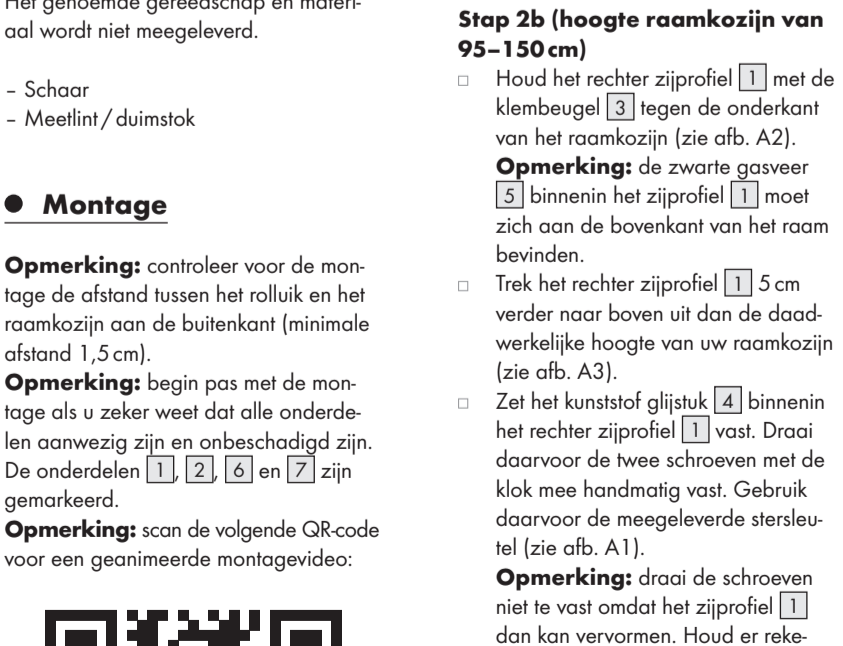 Het genoemde gereedschap en materi-
aal wordt niet meegeleverd.
– Schaar
– Meetlint / duimstok
● Montage
Opmerking: controleer voor de mon-
tage de afstand tussen het rolluik en het
raamkozijn aan de buitenkant (minimale
afstand 1,5 cm).
Opmerking: begin pas met de mon-
tage als u zeker weet dat alle onderde-
len aanwezig zijn en onbeschadigd zijn.
De onderdelen 1, 2, 6 en 7 zijn
gemarkeerd.
Opmerking: scan de volgende QR-code
voor een geanimeerde montagevideo:
Stap 2b (hoogte raamkozijn van
95–150 cm)
□ Houd het rechter zijprofiel 1 met de
klembeugel 3 tegen de onderkant
van het raamkozijn (zie afb. A2).
Opmerking: de zwarte gasveer
5 binnenin het zijprofiel 1 moet
zich aan de bovenkant van het raam
bevinden.
□ Trek het rechter zijprofiel 1 5 cm
verder naar boven uit dan de daad-
werkelijke hoogte van uw raamkozijn
(zie afb. A3).
□ Zet het kunststof glijstuk 4 binnenin
het rechter zijprofiel 1 vast. Draai
daarvoor de twee schroeven met de
klok mee handmatig vast. Gebruik
daarvoor de meegeleverde stersleu-
tel (zie afb. A1).
Opmerking: draai de schroeven
niet te vast omdat het zijprofiel 1
dan kan vervormen. Houd er reke-